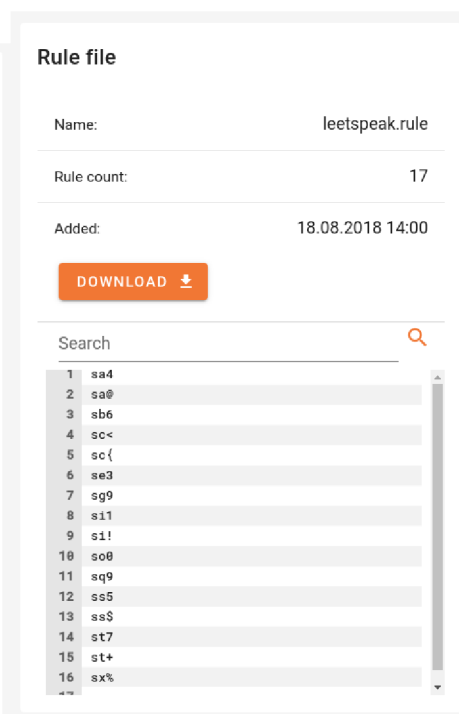 Rule file
Name: leetspeak.rule
Rule count: 17
Added: 18.08.2018 14:00
DOWNLOAD
Search
1 sa4
2 sa@
3 sb6
4 sc<
5 sc{
6 se3
7 sg9
8 si1
9 si!
10 so0
11 sq9
12 ss5
13 ss$
14 st7
15 st+
16 sx%